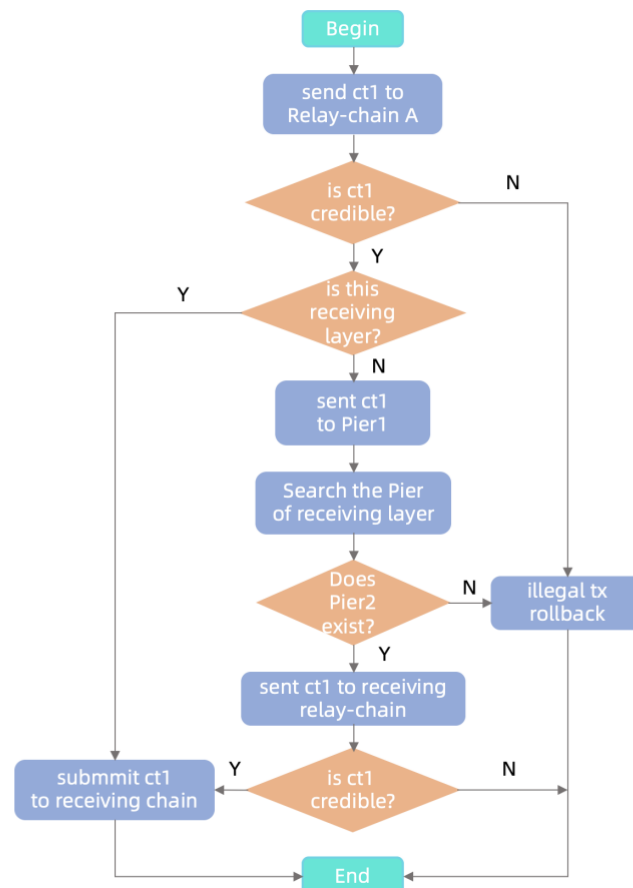 Begin
send ct1 to
Relay-chain A
is ct1
credible?
N
Y
is this
receiving
layer?
Y
N
sent ct1
to Pier1
Search the Pier
of receiving layer
Does
Pier2
exist?
N
illegal tx
rollback
Y
sent ct1 to receiving
relay-chain
is ct1
credible?
Y
N
submmit ct1
to receiving chain
End